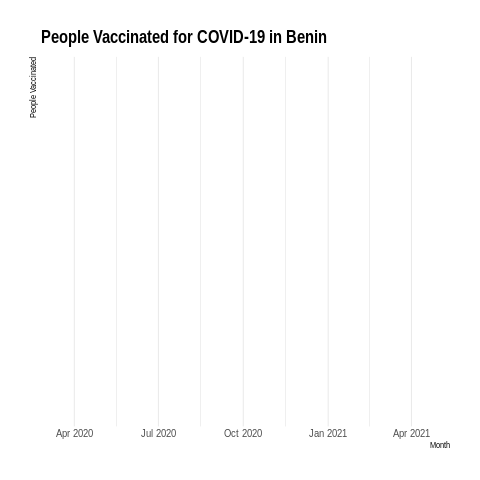 People Vaccinated for COVID-19 in Benin
People Vaccinated
Apr 2020 Jul 2020 Oct 2020 Jan 2021 Apr 2021
Month